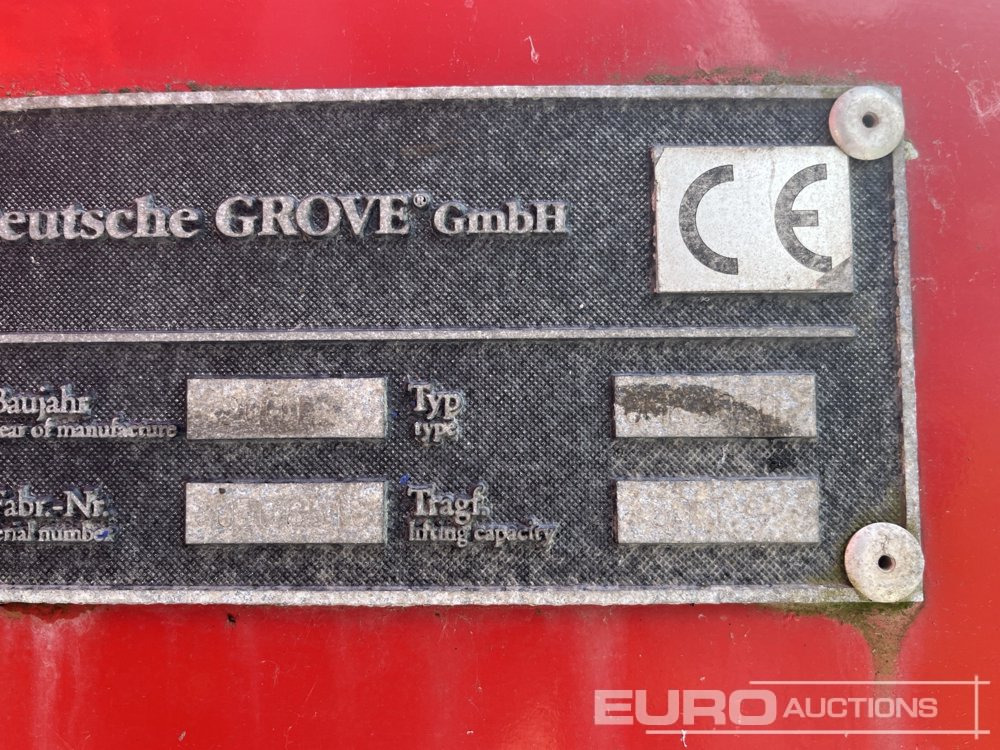 eutsche GROVE® GmbH
CE
Baujahr
ear of manufacture
Typ
type
Fabr.-Nr.
erial number
Tragf.
lifting capacity
EURO AUCTIONS